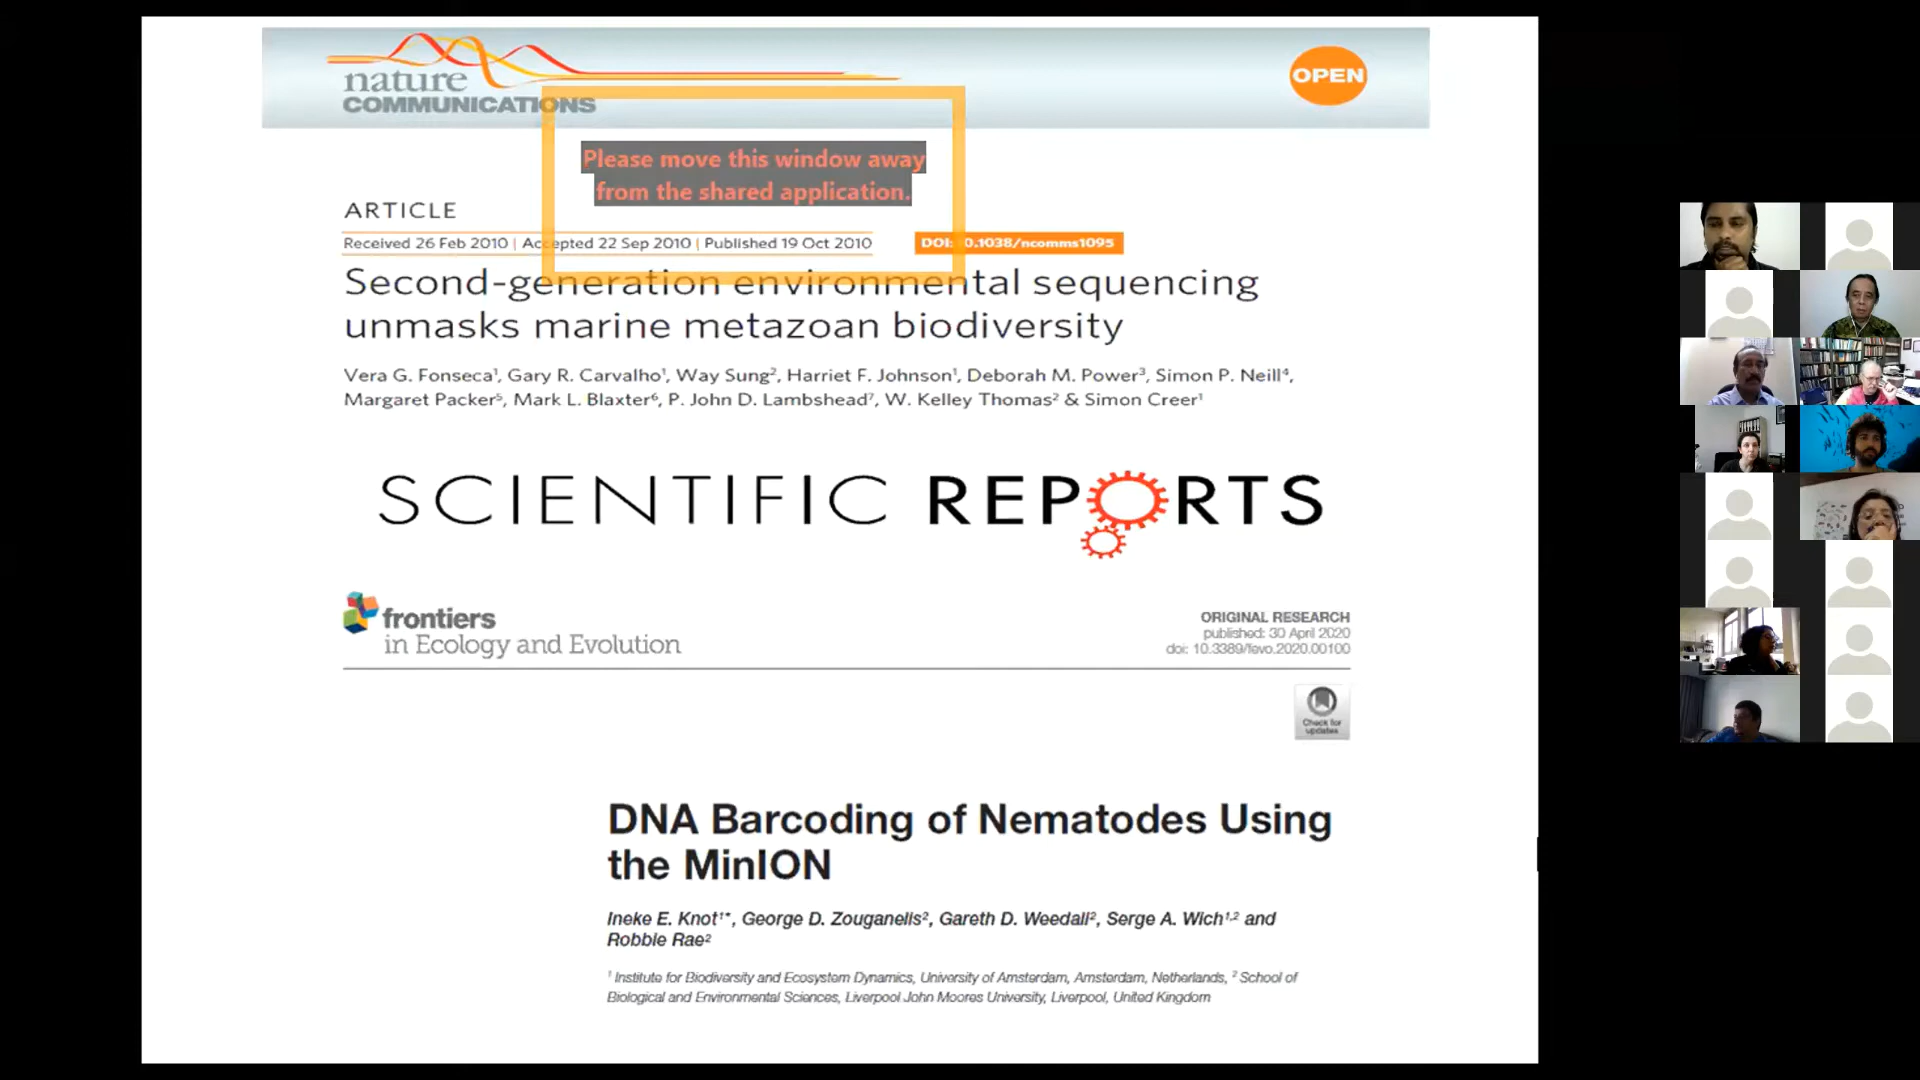 nature
COMMUNICATIONS
OPEN
Please move this window away
from the shared application.
ARTICLE
Received 26 Feb 2010 | Accepted 22 Sep 2010 | Published 19 Oct 2010
DOI: 10.1038/ncomms1095
Second-generation environmental sequencing
unmasks marine metazoan biodiversity
Vera G. Fonseca¹, Gary R. Carvalho¹, Way Sung², Harriet F. Johnson¹, Deborah M. Power³, Simon P. Neill⁴,
Margaret Packer⁵, Mark L. Blaxter⁶, P. John D. Lambshead⁷, W. Kelley Thomas² & Simon Creer¹
SCIENTIFIC REPORTS
frontiers
in Ecology and Evolution
ORIGINAL RESEARCH
published: 30 April 2020
doi: 10.3389/fevo.2020.00100
Check for
updates
DNA Barcoding of Nematodes Using
the MinION
Ineke E. Knot¹*, George D. Zouganelis², Gareth D. Weedall², Serge A. Wich¹,² and
Robbie Rae²
¹ Institute for Biodiversity and Ecosystem Dynamics, University of Amsterdam, Amsterdam, Netherlands, ² School of
Biological and Environmental Sciences, Liverpool John Moores University, Liverpool, United Kingdom